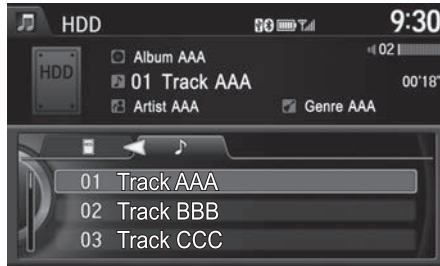 HDD 9:30
02
HDD
Album AAA
01 Track AAA 00'18"
Artist AAA Genre AAA
01 Track AAA
02 Track BBB
03 Track CCC